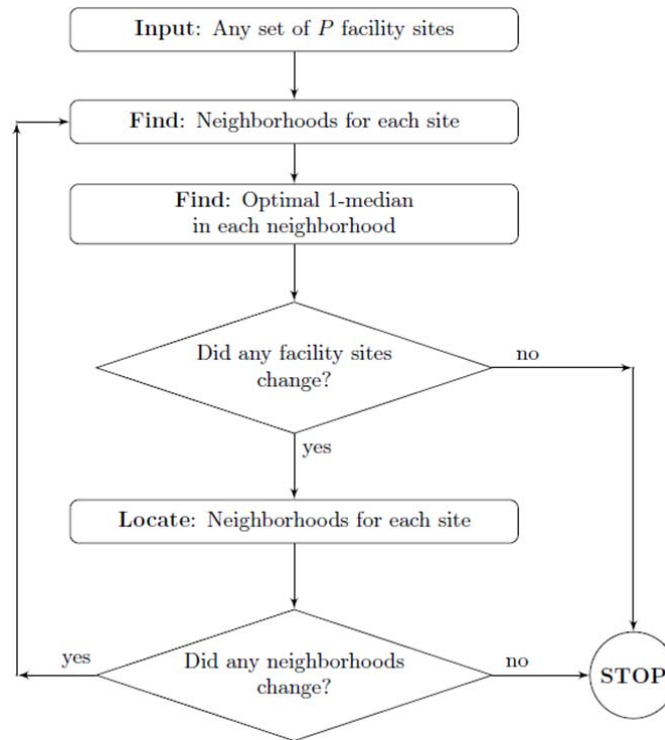 Input: Any set of P facility sites
Find: Neighborhoods for each site
Find: Optimal 1-median
in each neighborhood
Did any facility sites
change?
no
yes
Locate: Neighborhoods for each site
Did any neighborhoods
change?
yes
no
STOP